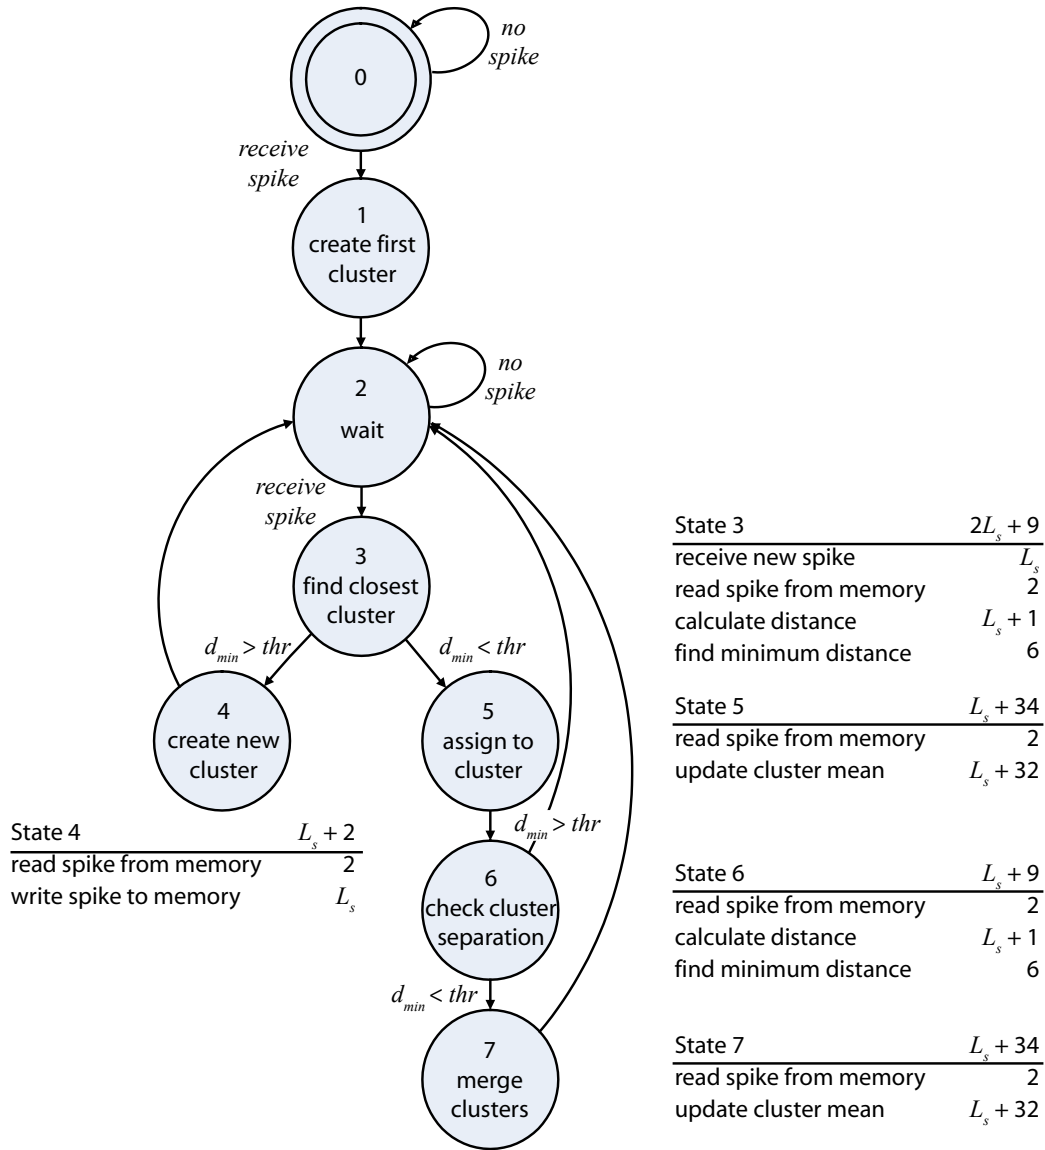 no
spike
0
receive
spike
1
create first
cluster
no
spike
2
wait
receive
spike
3
find closest
cluster
d_min > thr
d_min < thr
4
create new
cluster
5
assign to
cluster
d_min > thr
6
check cluster
separation
d_min < thr
7
merge
clusters
State 4 L_s + 2
read spike from memory 2
write spike to memory L_s
State 3 2L_s + 9
receive new spike L_s
read spike from memory 2
calculate distance L_s + 1
find minimum distance 6
State 5 L_s + 34
read spike from memory 2
update cluster mean L_s + 32
State 6 L_s + 9
read spike from memory 2
calculate distance L_s + 1
find minimum distance 6
State 7 L_s + 34
read spike from memory 2
update cluster mean L_s + 32